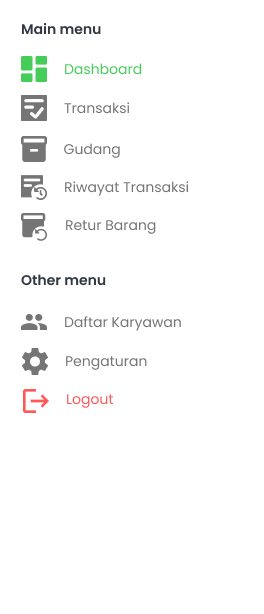 Main menu
Dashboard
Transaksi
Gudang
Riwayat Transaksi
Retur Barang
Other menu
Daftar Karyawan
Pengaturan
Logout